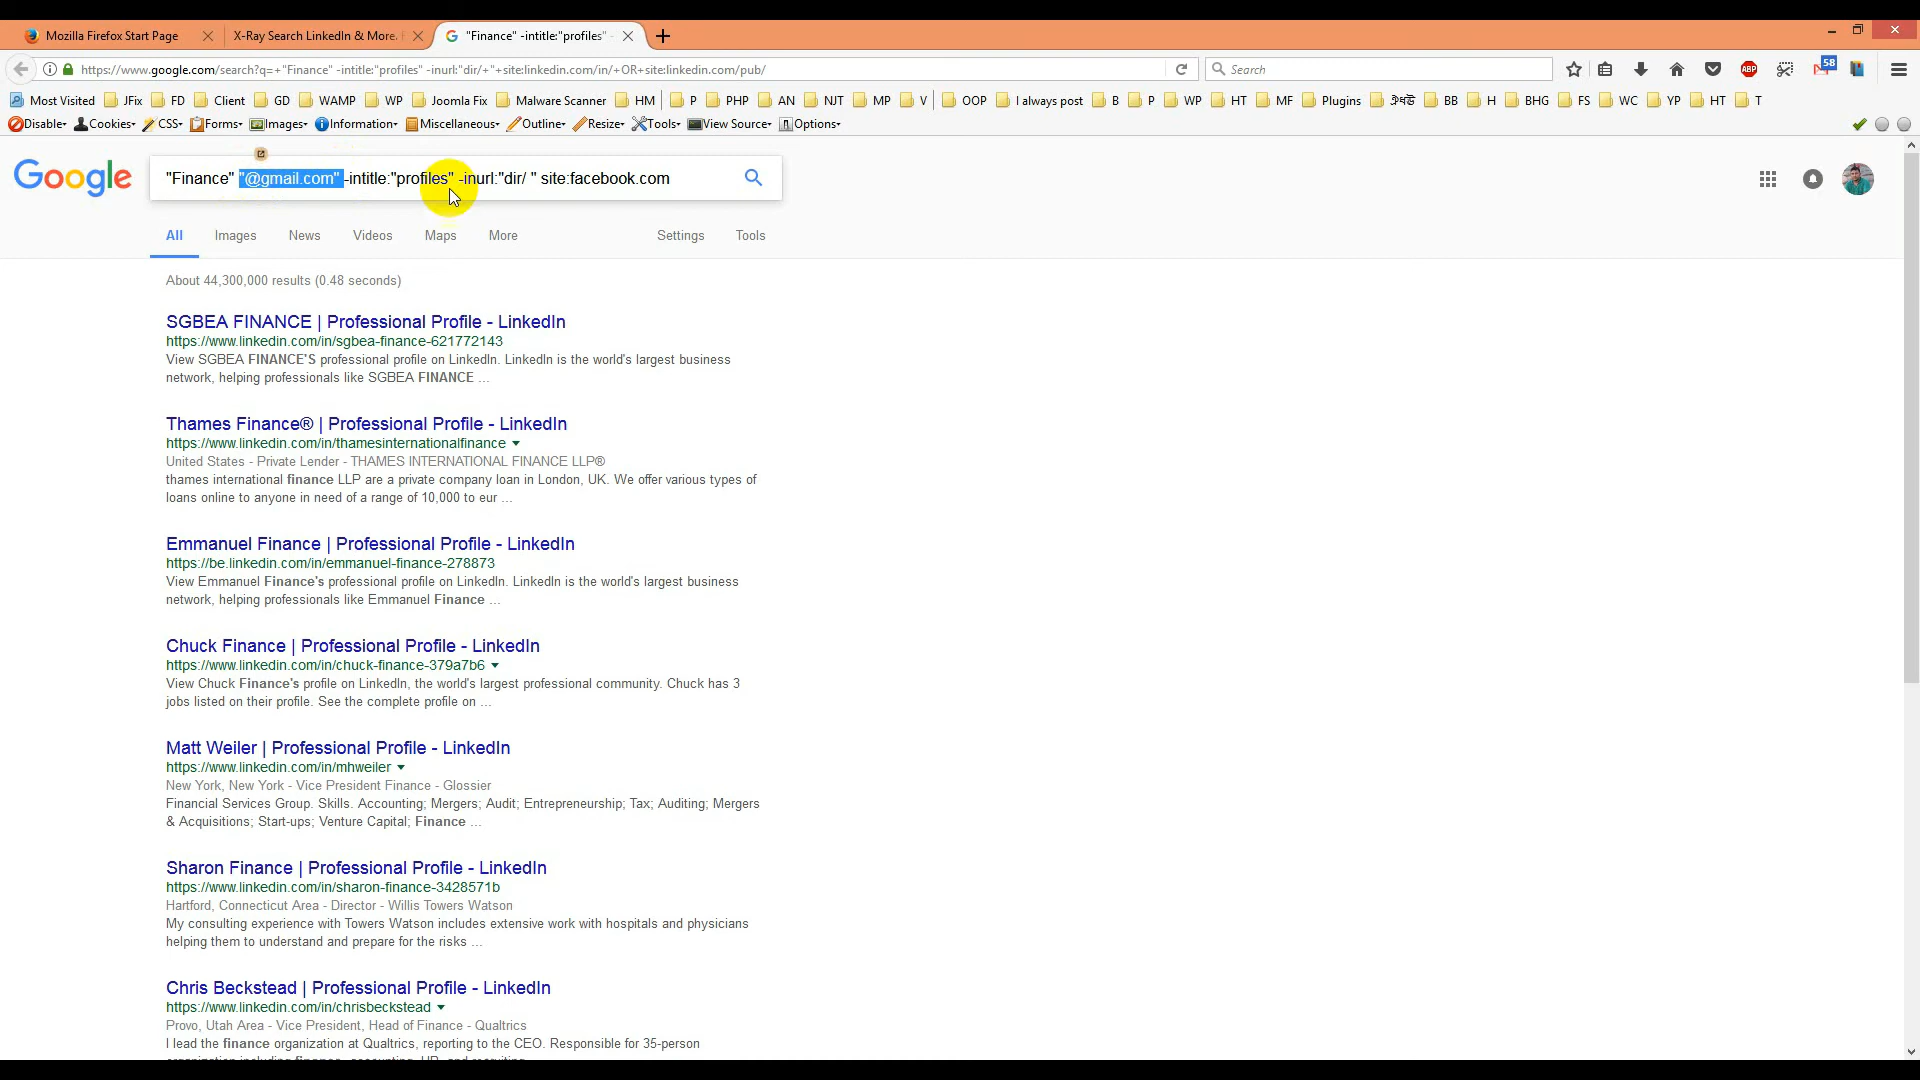 Mozilla Firefox Start Page
X-Ray Search LinkedIn & More.
"Finance" -intitle:"profiles" -
https://www.google.com/search?q=+"Finance" -intitle:"profiles" -inurl:"dir/+"+site:linkedin.com/in/+OR+site:linkedin.com/pub/
Search
ABP
58
Most Visited JFix FD Client GD WAMP WP Joomla Fix Malware Scanner HM P PHP AN NJT MP V OOP I always post B P WP HT MF Plugins BB H BHG FS WC YP HT T
Disable Cookies CSS Forms Images Information Miscellaneous Outline Resize Tools View Source Options
Google
"Finance" "@gmail.com" -intitle:"profiles" -inurl:"dir/ " site:facebook.com
All Images News Videos Maps More Settings Tools
About 44,300,000 results (0.48 seconds)
SGBEA FINANCE | Professional Profile - LinkedIn
https://www.linkedin.com/in/sgbea-finance-621772143
View SGBEA FINANCE'S professional profile on LinkedIn. LinkedIn is the world's largest business
network, helping professionals like SGBEA FINANCE ...
Thames Finance® | Professional Profile - LinkedIn
https://www.linkedin.com/in/thamesinternationalfinance
United States - Private Lender - THAMES INTERNATIONAL FINANCE LLP®
thames international finance LLP are a private company loan in London, UK. We offer various types of
loans online to anyone in need of a range of 10,000 to eur ...
Emmanuel Finance | Professional Profile - LinkedIn
https://be.linkedin.com/in/emmanuel-finance-278873
View Emmanuel Finance's professional profile on LinkedIn. LinkedIn is the world's largest business
network, helping professionals like Emmanuel Finance ...
Chuck Finance | Professional Profile - LinkedIn
https://www.linkedin.com/in/chuck-finance-379a7b6
View Chuck Finance's profile on LinkedIn, the world's largest professional community. Chuck has 3
jobs listed on their profile. See the complete profile on ...
Matt Weiler | Professional Profile - LinkedIn
https://www.linkedin.com/in/mhweiler
New York, New York - Vice President Finance - Glossier
Financial Services Group. Skills. Accounting; Mergers; Audit; Entrepreneurship; Tax; Auditing; Mergers
& Acquisitions; Start-ups; Venture Capital; Finance ...
Sharon Finance | Professional Profile - LinkedIn
https://www.linkedin.com/in/sharon-finance-3428571b
Hartford, Connecticut Area - Director - Willis Towers Watson
My consulting experience with Towers Watson includes extensive work with hospitals and physicians
helping them to understand and prepare for the risks ...
Chris Beckstead | Professional Profile - LinkedIn
https://www.linkedin.com/in/chrisbeckstead
Provo, Utah Area - Vice President, Head of Finance - Qualtrics
I lead the finance organization at Qualtrics, reporting to the CEO. Responsible for 35-person